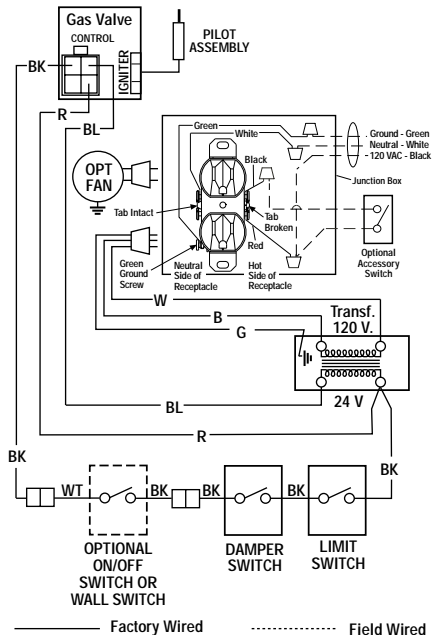 Gas Valve
CONTROL
IGNITER
PILOT
ASSEMBLY
BK
R
BL
Green
White
Black
Ground - Green
Neutral - White
120 VAC - Black
OPT
FAN
Junction Box
Tab Intact
Tab
Broken
Red
Optional
Accessory
Switch
Green
Ground
Screw
Neutral
Side of
Receptacle
Hot
Side of
Receptacle
W
B
G
Transf.
120 V.
24 V
BL
R
BK
BK
WT
BK
BK
BK
OPTIONAL
ON/OFF
SWITCH OR
WALL SWITCH
DAMPER
SWITCH
LIMIT
SWITCH
Factory Wired
Field Wired